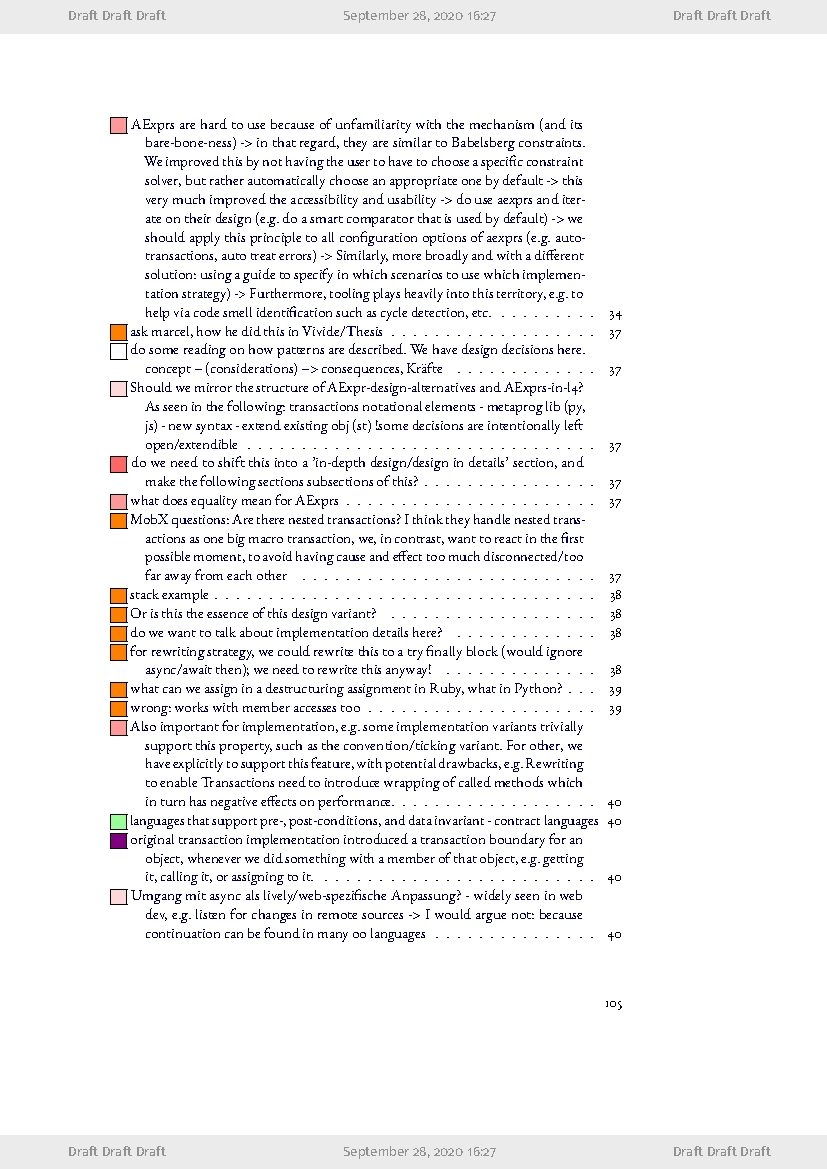 Draft Draft Draft September 28, 2020 16:27 Draft Draft Draft
AExprs are hard to use because of unfamiliarity with the mechanism (and its
bare-bone-ness) -> in that regard, they are similar to Babelsberg constraints.
We improved this by not having the user to have to choose a specific constraint
solver, but rather automatically choose an appropriate one by default -> this
very much improved the accessibility and usability -> do use aexprs and iter-
ate on their design (e.g. do a smart comparator that is used by default) -> we
should apply this principle to all configuration options of aexprs (e.g. auto-
transactions, auto treat errors) -> Similarly, more broadly and with a different
solution: using a guide to specify in which scenarios to use which implemen-
tation strategy) -> Furthermore, tooling plays heavily into this territory, e.g. to
help via code smell identification such as cycle detection, etc. . . . . . . . . . 34
ask marcel, how he did this in Vivide/Thesis . . . . . . . . . . . . . . . . . . . 37
do some reading on how patterns are described. We have design decisions here.
concept – (considerations) –> consequences, Kräfte . . . . . . . . . . . . . 37
Should we mirror the structure of AExpr-design-alternatives and AExprs-in-l4?
As seen in the following: transactions notational elements - metaprog lib (py,
js) - new syntax - extend existing obj (st) !some decisions are intentionally left
open/extendible . . . . . . . . . . . . . . . . . . . . . . . . . . . . . . . . 37
do we need to shift this into a 'in-depth design/design in details' section, and
make the following sections subsections of this? . . . . . . . . . . . . . . . . 37
what does equality mean for AExprs . . . . . . . . . . . . . . . . . . . . . . . 37
MobX questions: Are there nested transactions? I think they handle nested trans-
actions as one big macro transaction, we, in contrast, want to react in the first
possible moment, to avoid having cause and effect too much disconnected/too
far away from each other . . . . . . . . . . . . . . . . . . . . . . . . . . . 37
stack example . . . . . . . . . . . . . . . . . . . . . . . . . . . . . . . . . . . 38
Or is this the essence of this design variant? . . . . . . . . . . . . . . . . . . . 38
do we want to talk about implementation details here? . . . . . . . . . . . . . 38
for rewriting strategy, we could rewrite this to a try finally block (would ignore
async/await then); we need to rewrite this anyway! . . . . . . . . . . . . . . 38
what can we assign in a destructuring assignment in Ruby, what in Python? . . . 39
wrong: works with member accesses too . . . . . . . . . . . . . . . . . . . . . 39
Also important for implementation, e.g. some implementation variants trivially
support this property, such as the convention/ticking variant. For other, we
have explicitly to support this feature, with potential drawbacks, e.g. Rewriting
to enable Transactions need to introduce wrapping of called methods which
in turn has negative effects on performance. . . . . . . . . . . . . . . . . . . 40
languages that support pre-, post-conditions, and data invariant - contract languages 40
original transaction implementation introduced a transaction boundary for an
object, whenever we did something with a member of that object, e.g. getting
it, calling it, or assigning to it. . . . . . . . . . . . . . . . . . . . . . . . . . 40
Umgang mit async als lively/web-spezifische Anpassung? - widely seen in web
dev, e.g. listen for changes in remote sources -> I would argue not: because
continuation can be found in many oo languages . . . . . . . . . . . . . . . 40
105
Draft Draft Draft September 28, 2020 16:27 Draft Draft Draft